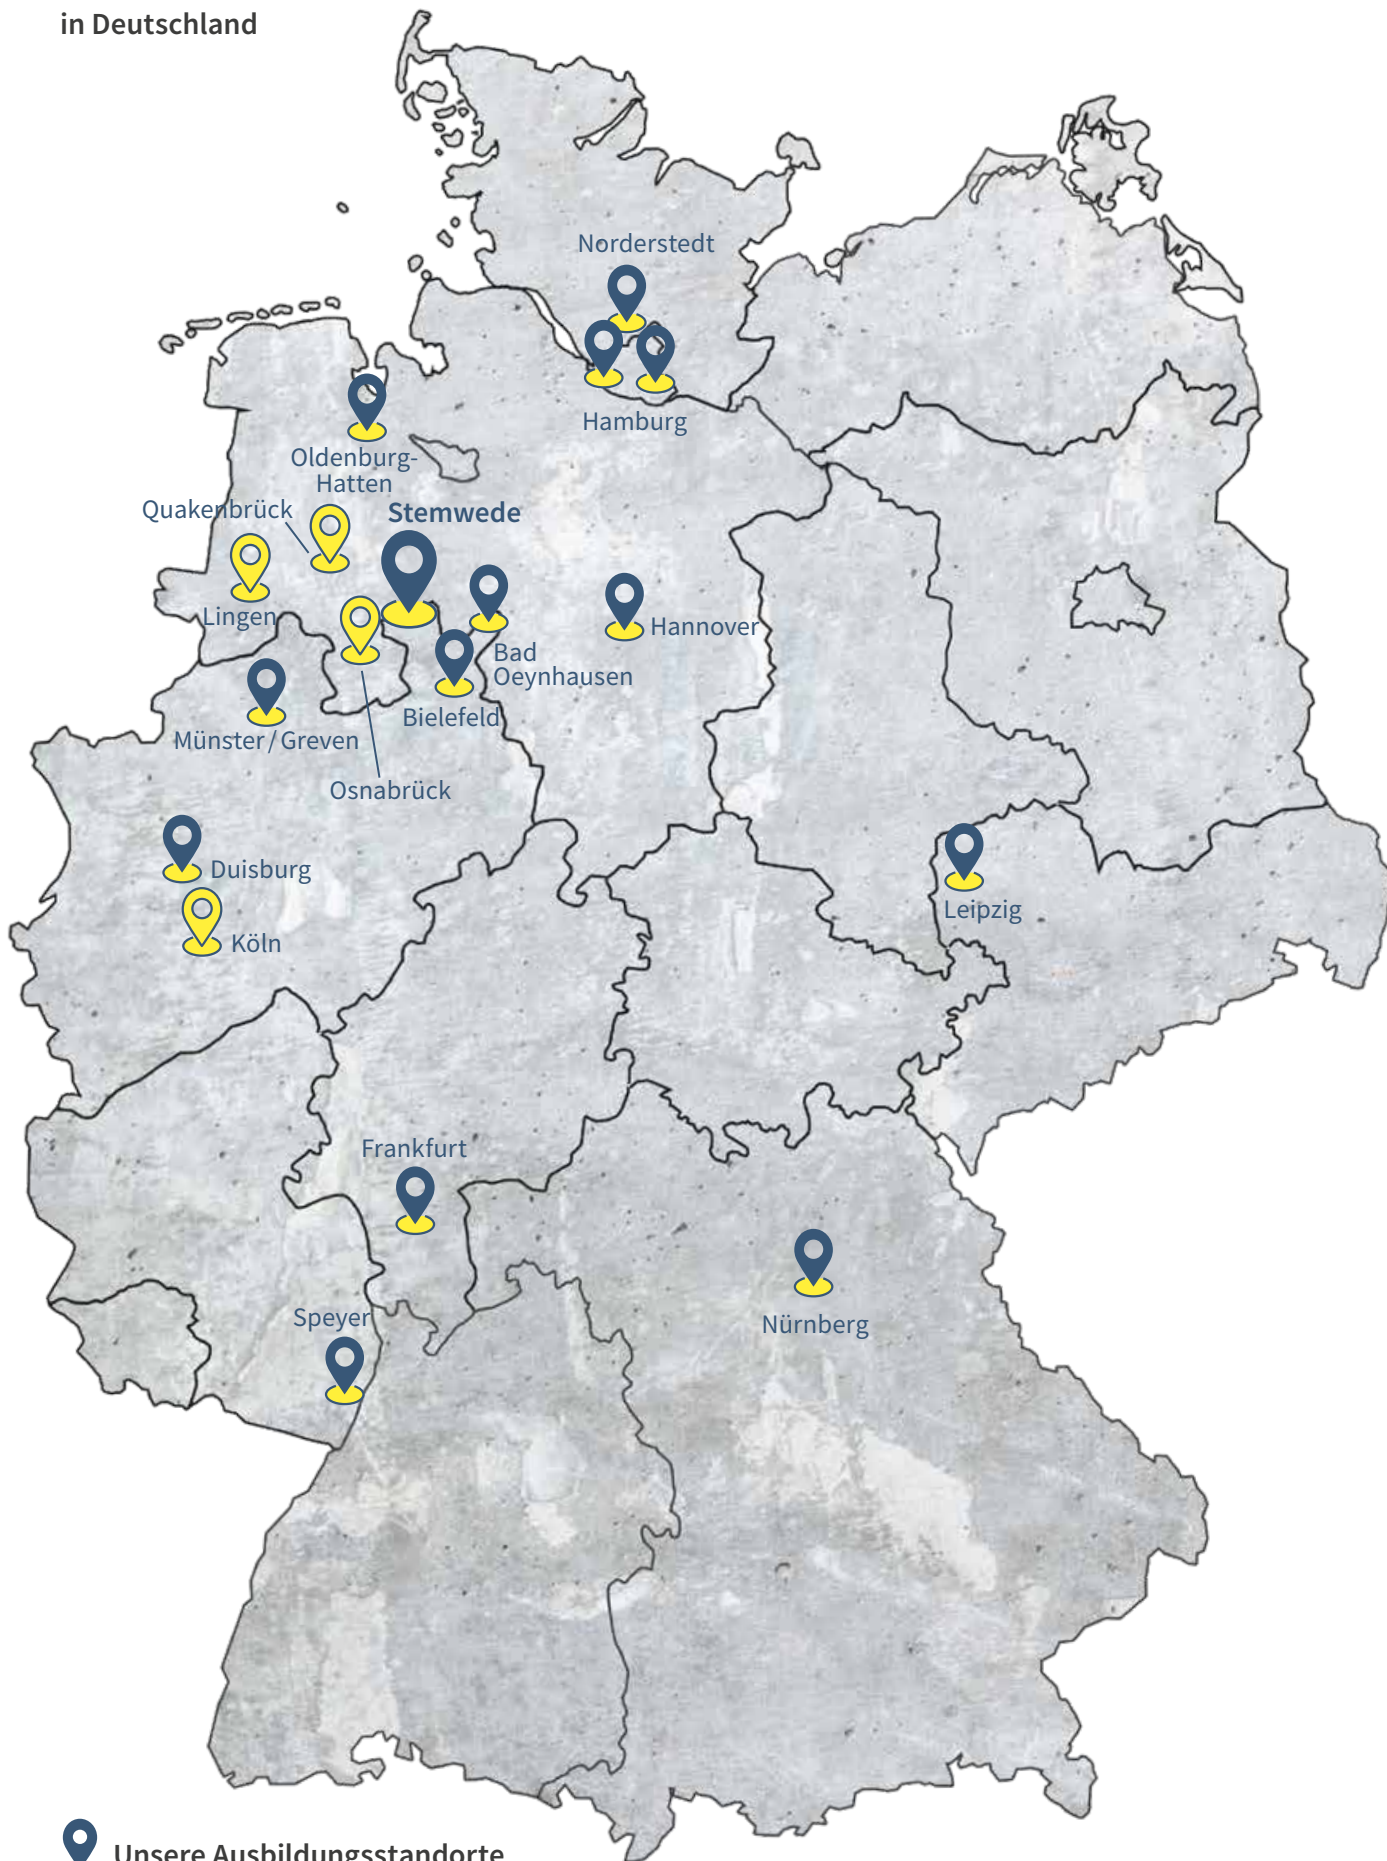 in Deutschland
Norderstedt
Hamburg
Oldenburg-
Hatten
Quakenbrück
Stemwede
Lingen
Hannover
Bad
Oeynhausen
Bielefeld
Münster / Greven
Osnabrück
Duisburg
Leipzig
Köln
Frankfurt
Speyer
Nürnberg
Unsere Ausbildungsstandorte